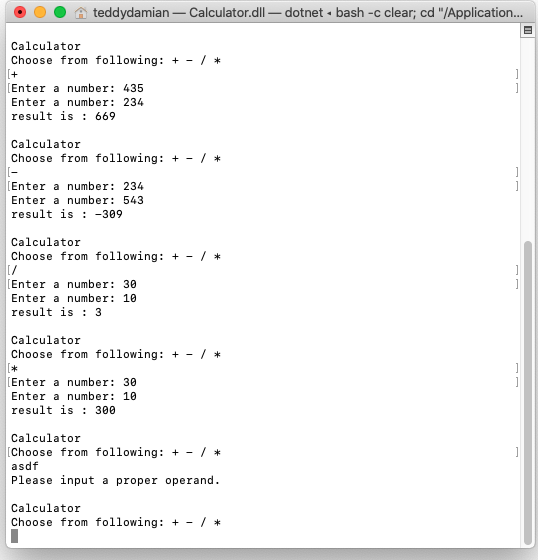 teddydamian — Calculator.dll — dotnet ◂ bash -c clear; cd "/Application...
Calculator
Choose from following: + - / *
[+ ]
[Enter a number: 435 ]
Enter a number: 234
result is : 669
Calculator
Choose from following: + - / *
[- ]
[Enter a number: 234 ]
Enter a number: 543
result is : -309
Calculator
Choose from following: + - / *
[/ ]
[Enter a number: 30 ]
Enter a number: 10
result is : 3
Calculator
Choose from following: + - / *
[* ]
[Enter a number: 30 ]
Enter a number: 10
result is : 300
Calculator
[Choose from following: + - / * ]
asdf
Please input a proper operand.
Calculator
Choose from following: + - / *